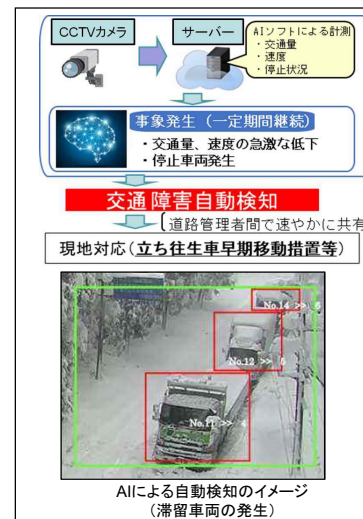 CCTVカメラ
サーバー
AIソフトによる計測
・交通量
・速度
・停止状況
事象発生（一定期間継続）
・交通量、速度の急激な低下
・停止車両発生
交通障害自動検知
道路管理者間で速やかに共有
現地対応(立ち往生車早期移動措置等)
No.14 >> 6
No.12 >> 5
No.11 >> 4
AIによる自動検知のイメージ
（滞留車両の発生）